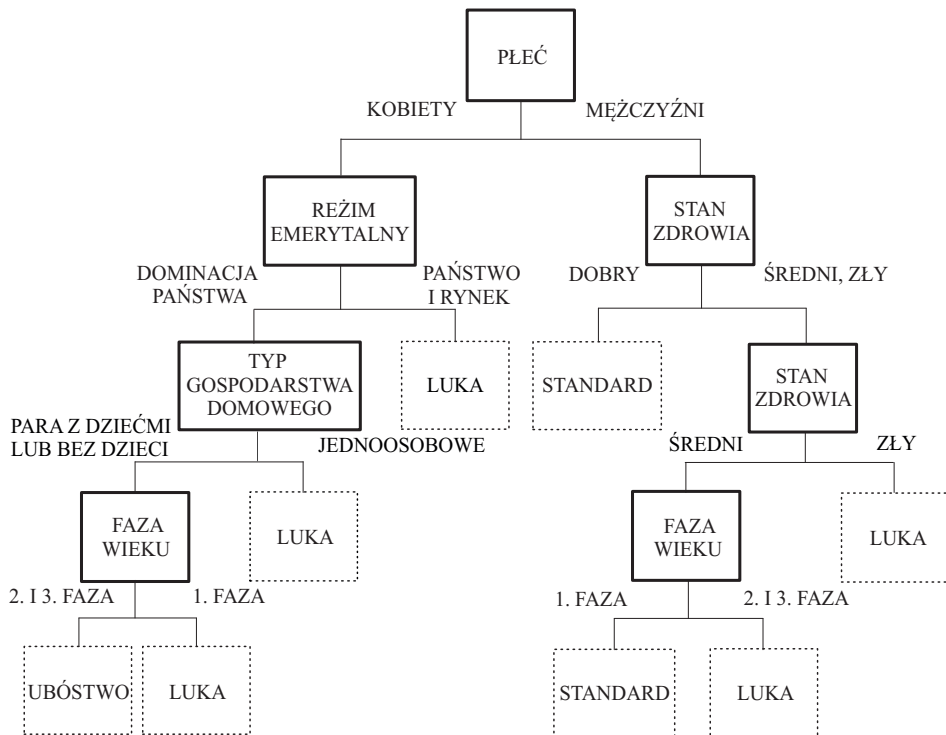 PŁEĆ
KOBIETY
MĘŻCZYŹNI
REŻIM
EMERYTALNY
STAN
ZDROWIA
DOMINACJA
PAŃSTWA
PAŃSTWO
I RYNEK
DOBRY
ŚREDNI, ZŁY
TYP
GOSPODARSTWA
DOMOWEGO
LUKA
STANDARD
STAN
ZDROWIA
PARA Z DZIEĆMI
LUB BEZ DZIECI
JEDNOOSOBOWE
ŚREDNI
ZŁY
FAZA
WIEKU
LUKA
FAZA
WIEKU
LUKA
2. I 3. FAZA
1. FAZA
1. FAZA
2. I 3. FAZA
UBÓSTWO
LUKA
STANDARD
LUKA